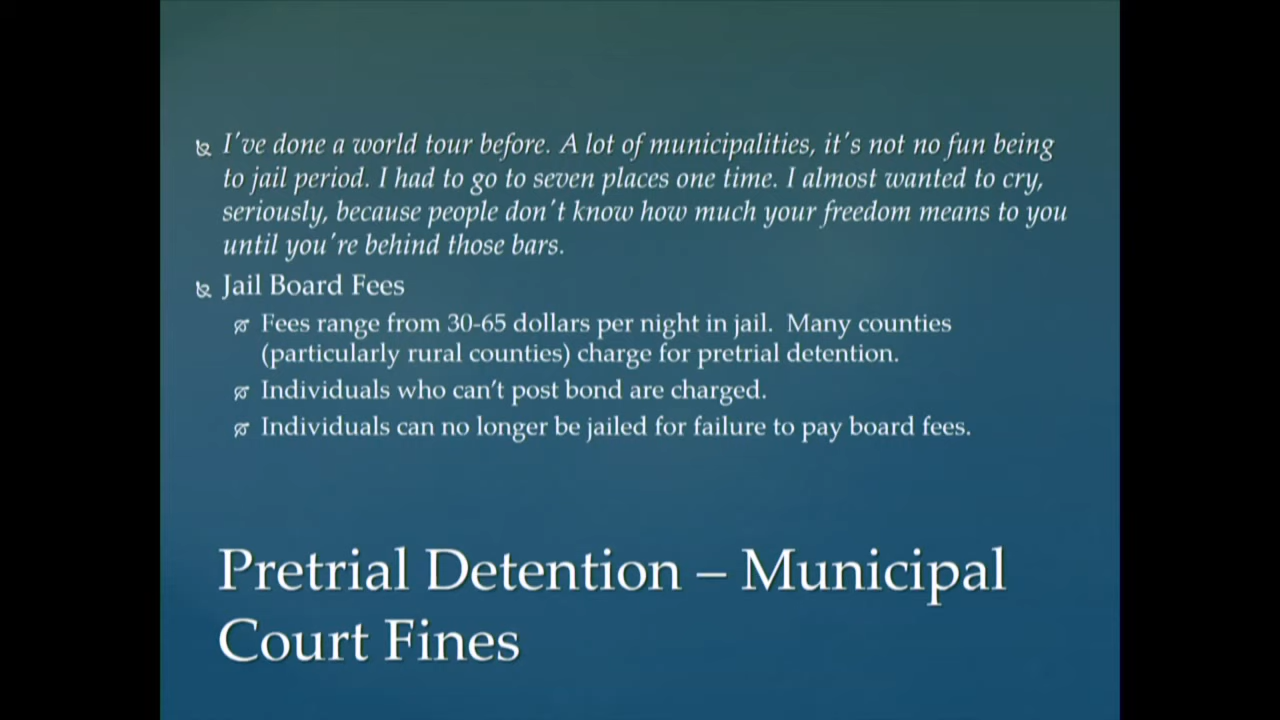 I've done a world tour before. A lot of municipalities, it's not no fun being
to jail period. I had to go to seven places one time. I almost wanted to cry,
seriously, because people don't know how much your freedom means to you
until you're behind those bars.
Jail Board Fees
Fees range from 30-65 dollars per night in jail.  Many counties
(particularly rural counties) charge for pretrial detention.
Individuals who can't post bond are charged.
Individuals can no longer be jailed for failure to pay board fees.
Pretrial Detention – Municipal
Court Fines